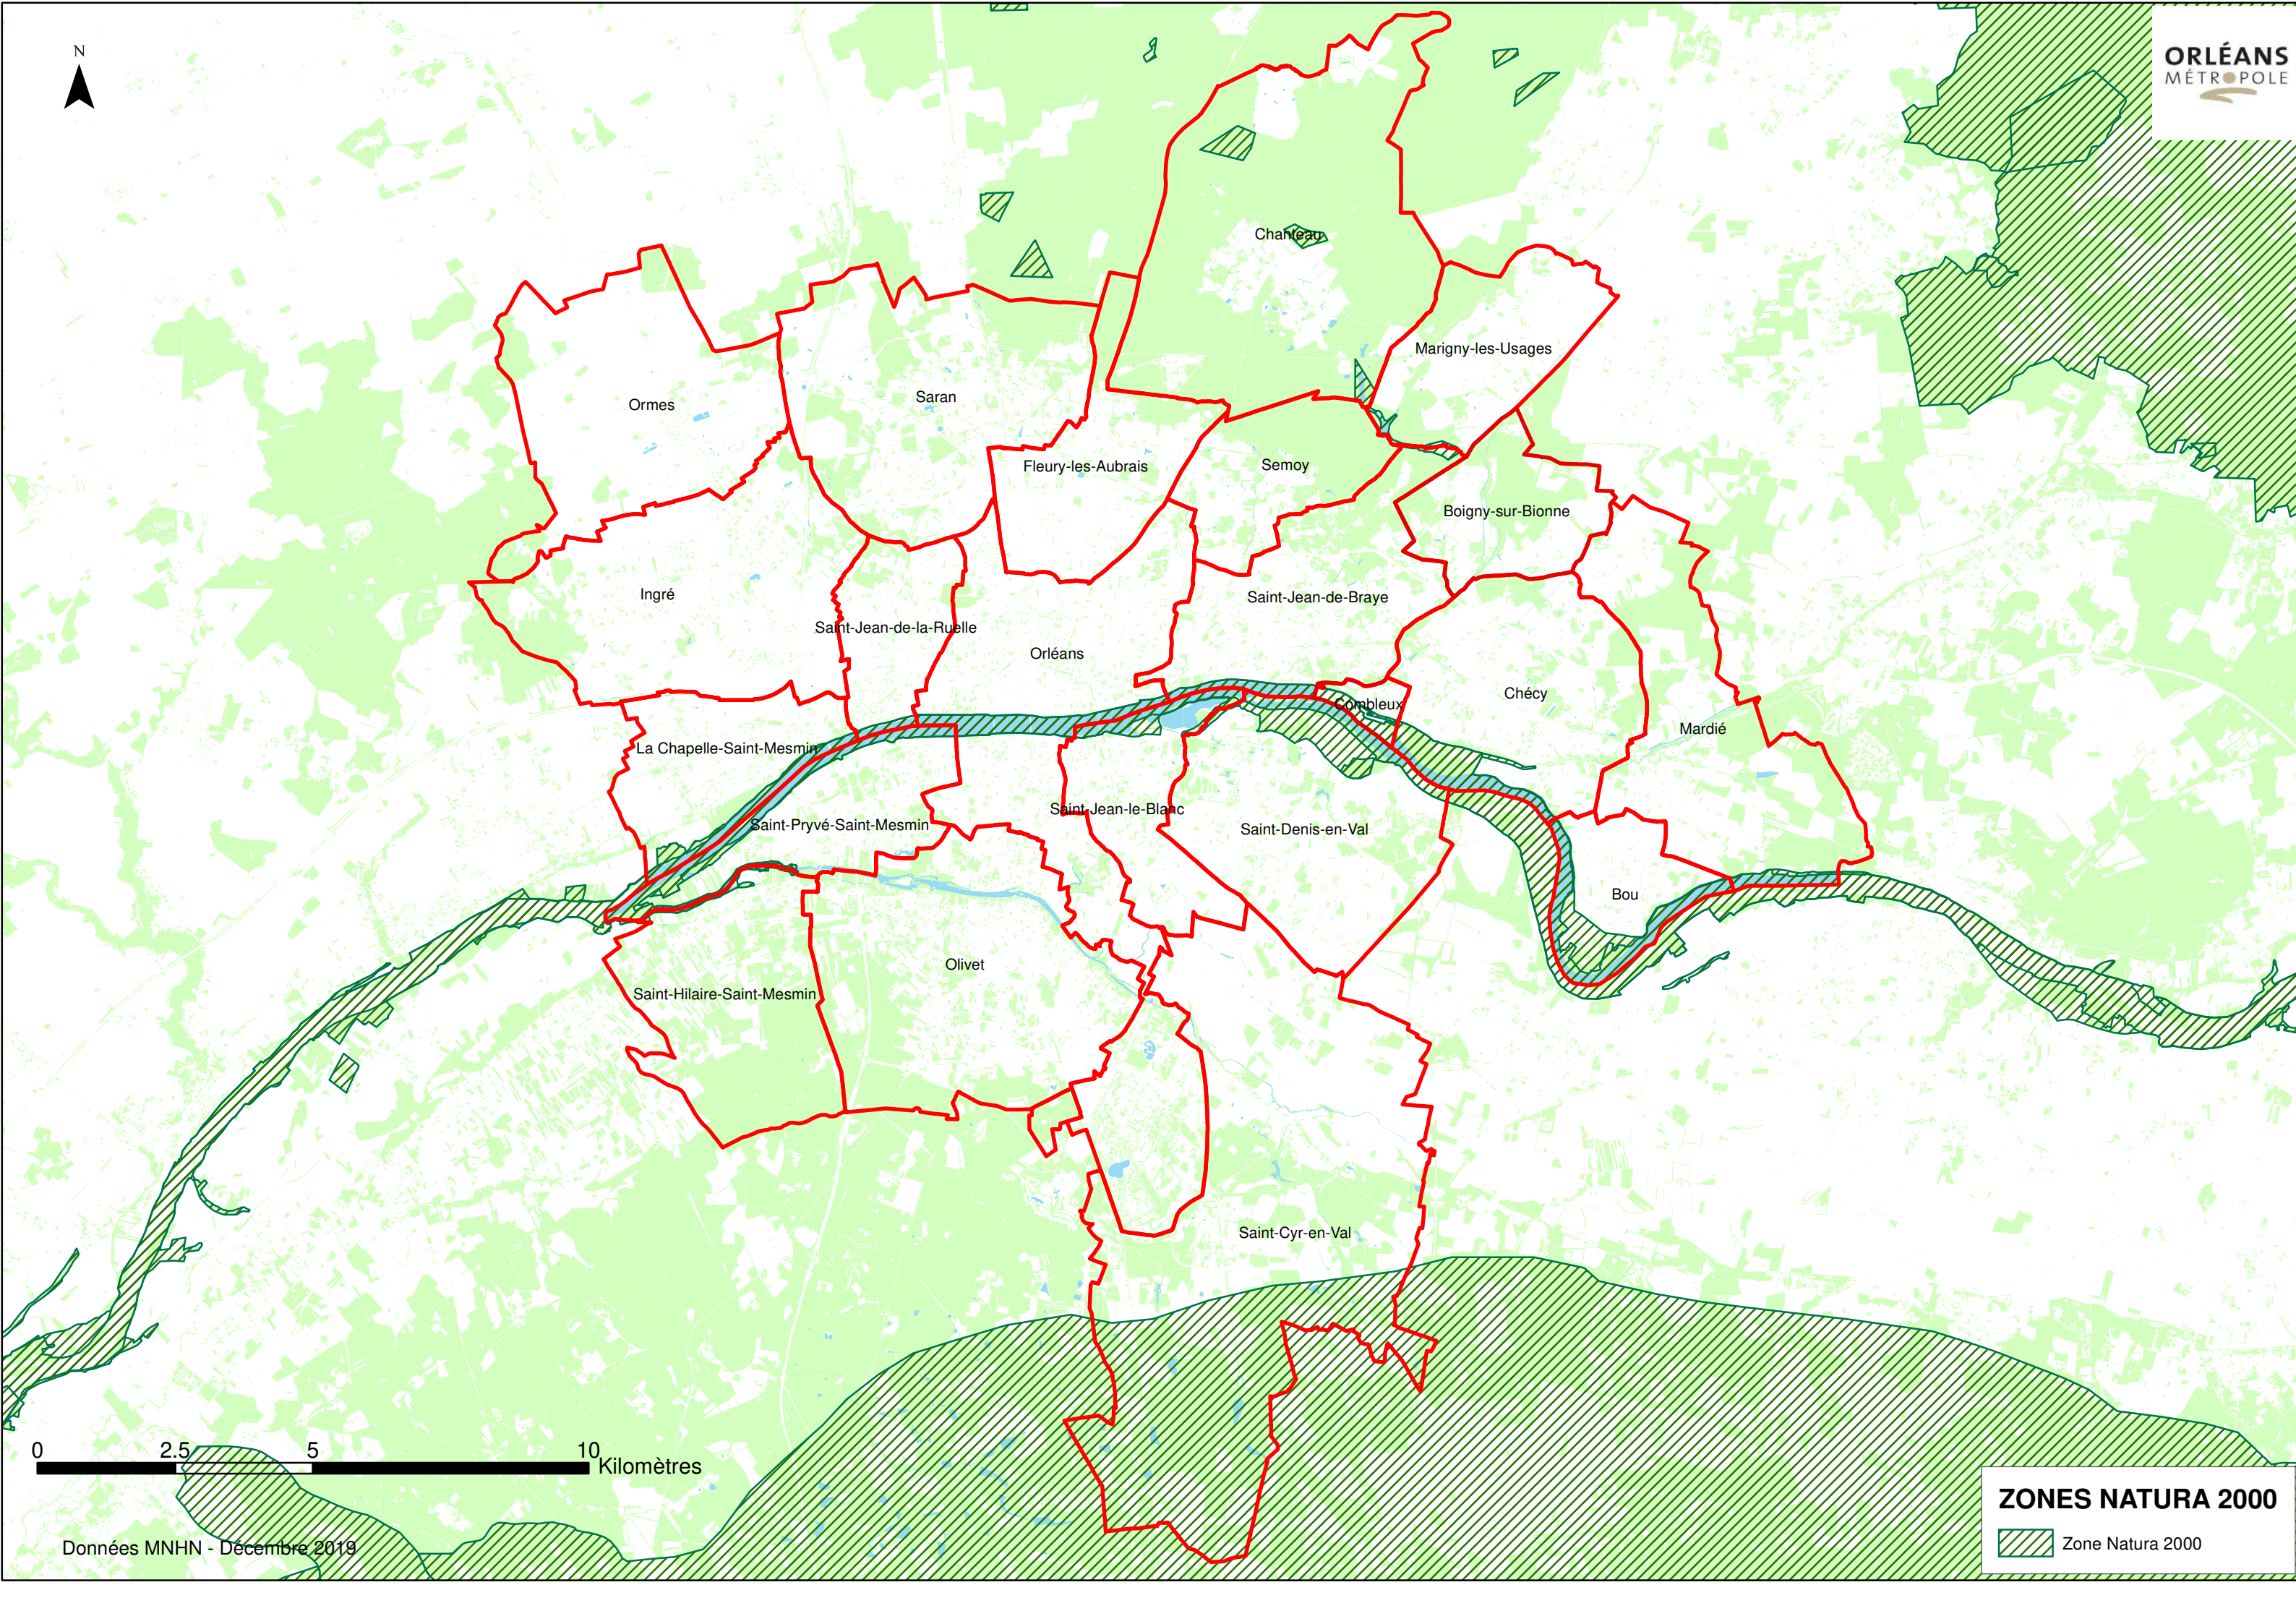 N
ORLÉANS
MÉTROPOLE
Chanteau
Marigny-les-Usages
Saran
Ormes
Fleury-les-Aubrais
Semoy
Boigny-sur-Bionne
Ingré
Saint-Jean-de-Braye
Saint-Jean-de-la-Ruelle
Orléans
Chécy
Combleux
Mardié
La Chapelle-Saint-Mesmin
Saint-Jean-le-Blanc
Saint-Pryvé-Saint-Mesmin
Saint-Denis-en-Val
Bou
Olivet
Saint-Hilaire-Saint-Mesmin
Saint-Cyr-en-Val
0 2.5 5 10
Kilomètres
ZONES NATURA 2000
Zone Natura 2000
Données MNHN - Décembre 2019